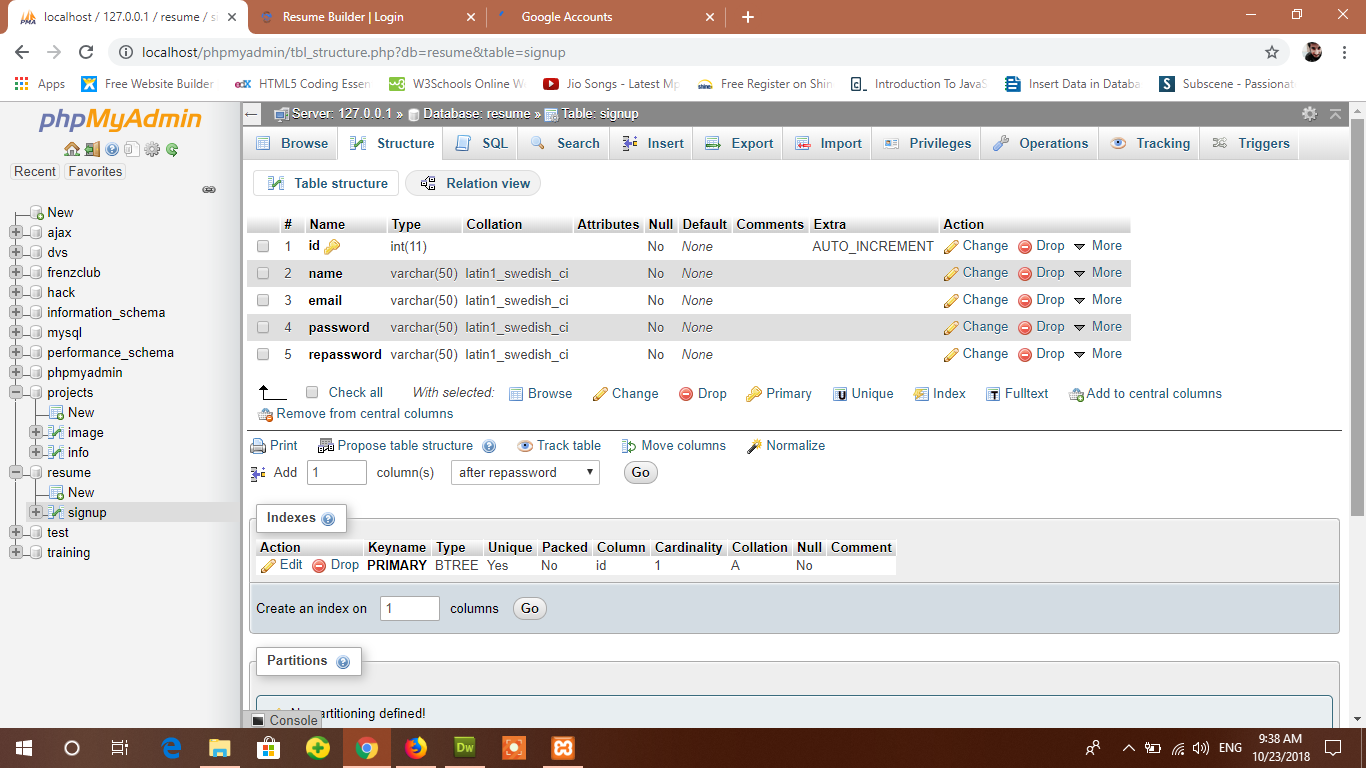 localhost / 127.0.0.1 / resume / s
Resume Builder | Login
Google Accounts
localhost/phpmyadmin/tbl_structure.php?db=resume&table=signup
Apps Free Website Builder HTML5 Coding Essen W3Schools Online W Jio Songs - Latest Mp Free Register on Shin Introduction To JavaS Insert Data in Databa Subscene - Passionat
phpMyAdmin
Recent Favorites
New
ajax
dvs
frenzclub
hack
information_schema
mysql
performance_schema
phpmyadmin
projects
New
image
info
resume
New
signup
test
training
Server: 127.0.0.1 » Database: resume » Table: signup
Browse Structure SQL Search Insert Export Import Privileges Operations Tracking Triggers
Table structure Relation view
# Name Type Collation Attributes Null Default Comments Extra Action
1 id int(11) No None AUTO_INCREMENT Change Drop More
2 name varchar(50) latin1_swedish_ci No None Change Drop More
3 email varchar(50) latin1_swedish_ci No None Change Drop More
4 password varchar(50) latin1_swedish_ci No None Change Drop More
5 repassword varchar(50) latin1_swedish_ci No None Change Drop More
Check all With selected: Browse Change Drop Primary Unique Index Fulltext Add to central columns
Remove from central columns
Print Propose table structure Track table Move columns Normalize
Add 1 column(s) after repassword Go
Indexes
Action Keyname Type Unique Packed Column Cardinality Collation Null Comment
Edit Drop PRIMARY BTREE Yes No id 1 A No
Create an index on 1 columns Go
Partitions
partitioning defined!
Console
ENG
9:38 AM
10/23/2018